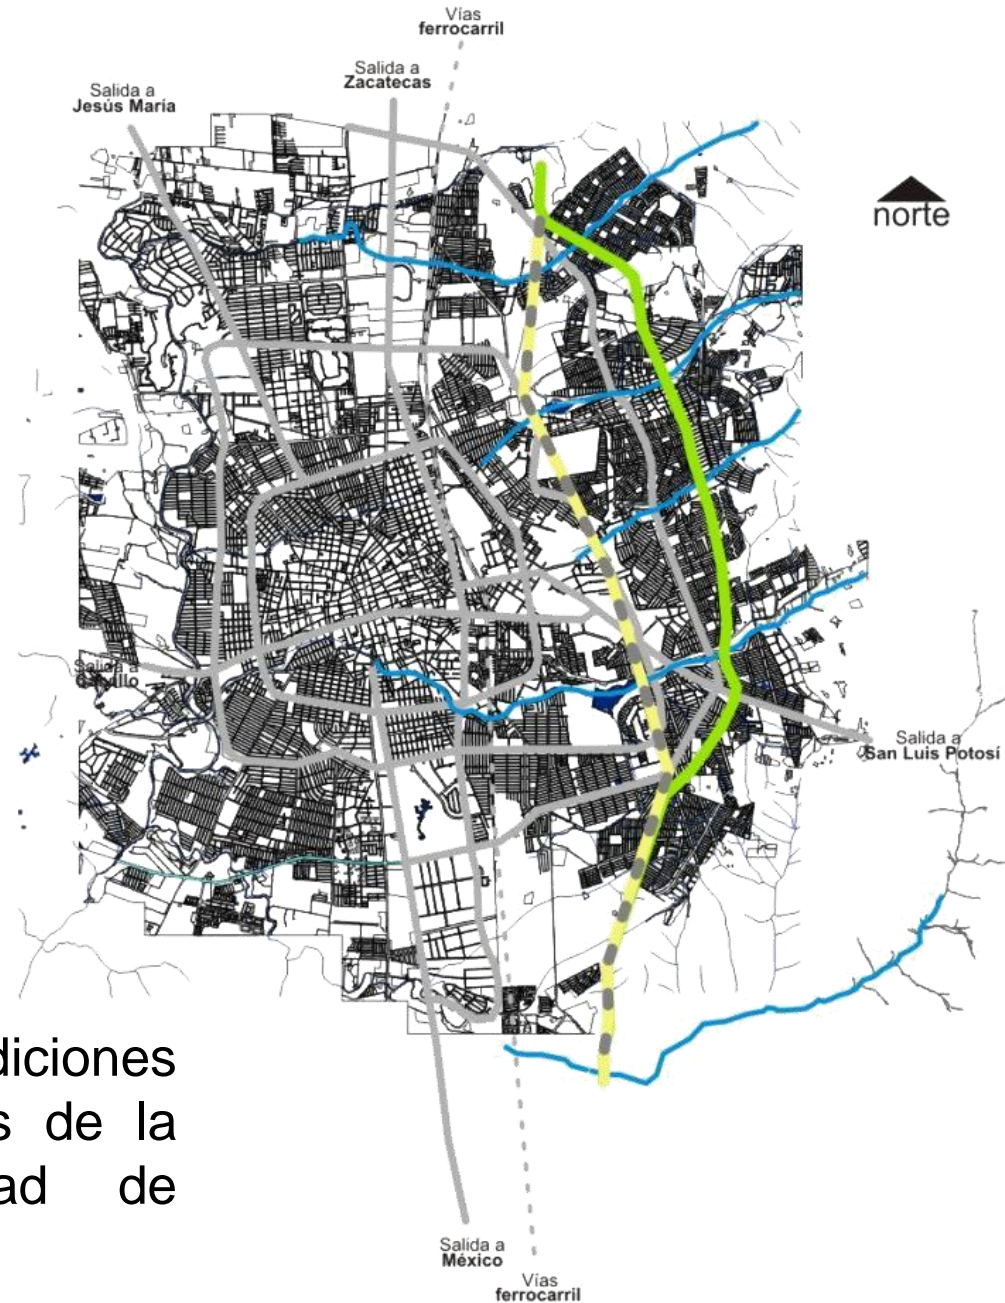 Vías
ferrocarril
Salida a
Zacatecas
Salida a
Jesús María
norte
Salida a
Salida a
San Luis Potosí
diciones
s de la
ad de
Salida a
México
Vías
ferrocarril